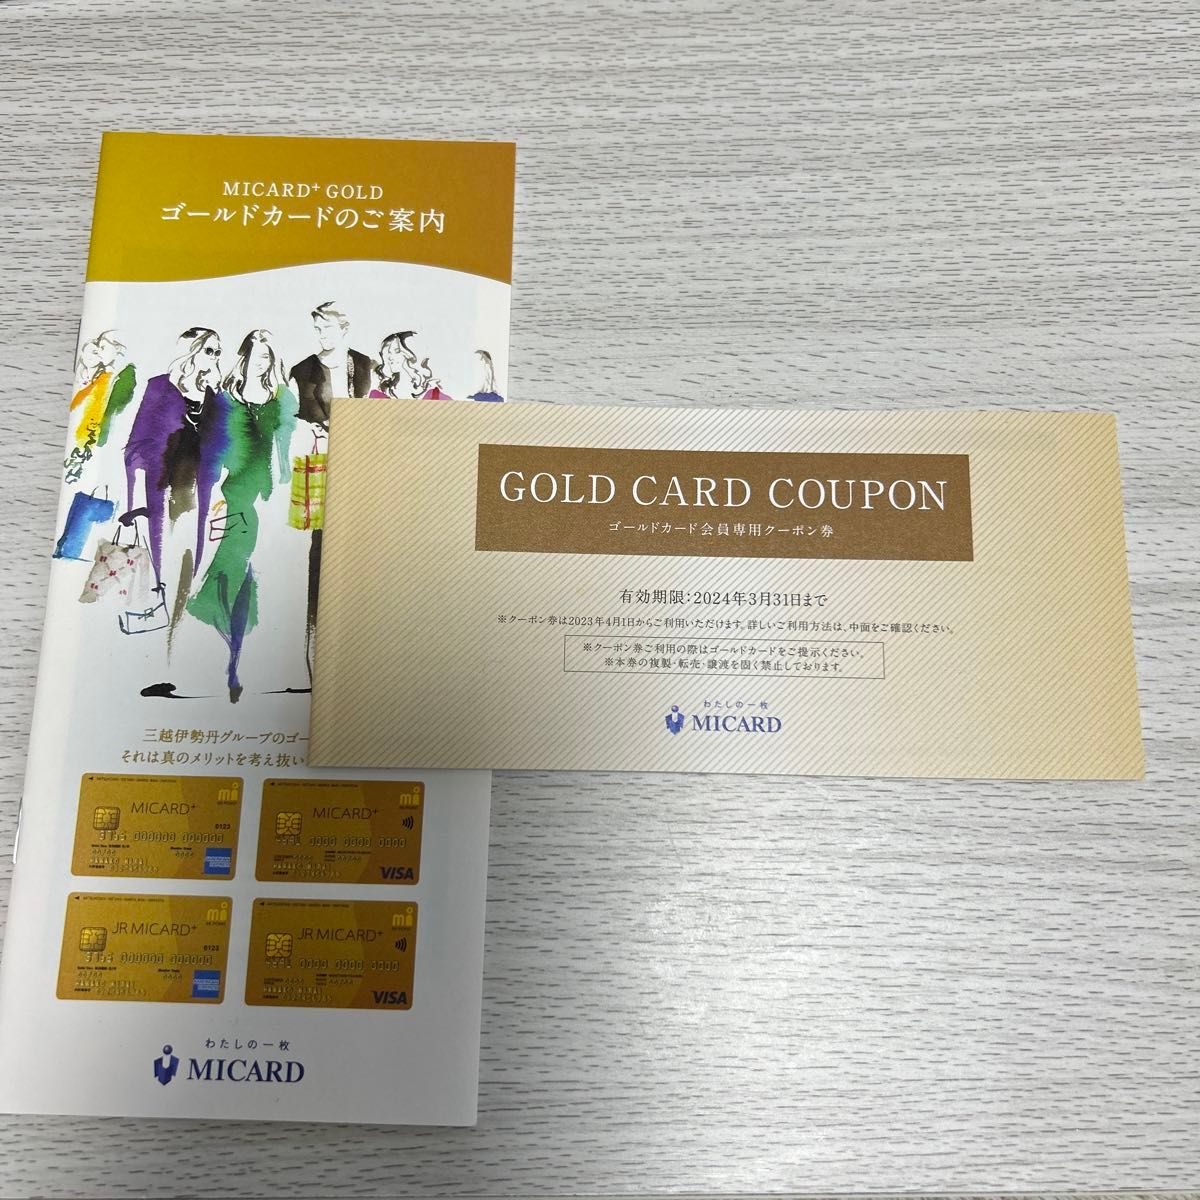 MICARD+ GOLD
ゴールドカードのご案内
三越伊勢丹グループのゴー
それは真のメリットを考え抜い
MICARD+
0123
MICARD+
VISA
JR MICARD+
0123
JR MICARD+
VISA
わたしの一枚
MICARD
GOLD CARD COUPON
ゴールドカード会員専用クーポン券
有効期限:2024年3月31日まで
※クーポン券は2023年4月1日からご利用いただけます。詳しいご利用方法は、中面をご確認ください。
※クーポン券ご利用の際はゴールドカードをご提示ください。
※本券の複製・転売・譲渡を固く禁止しております。
わたしの一枚
MICARD